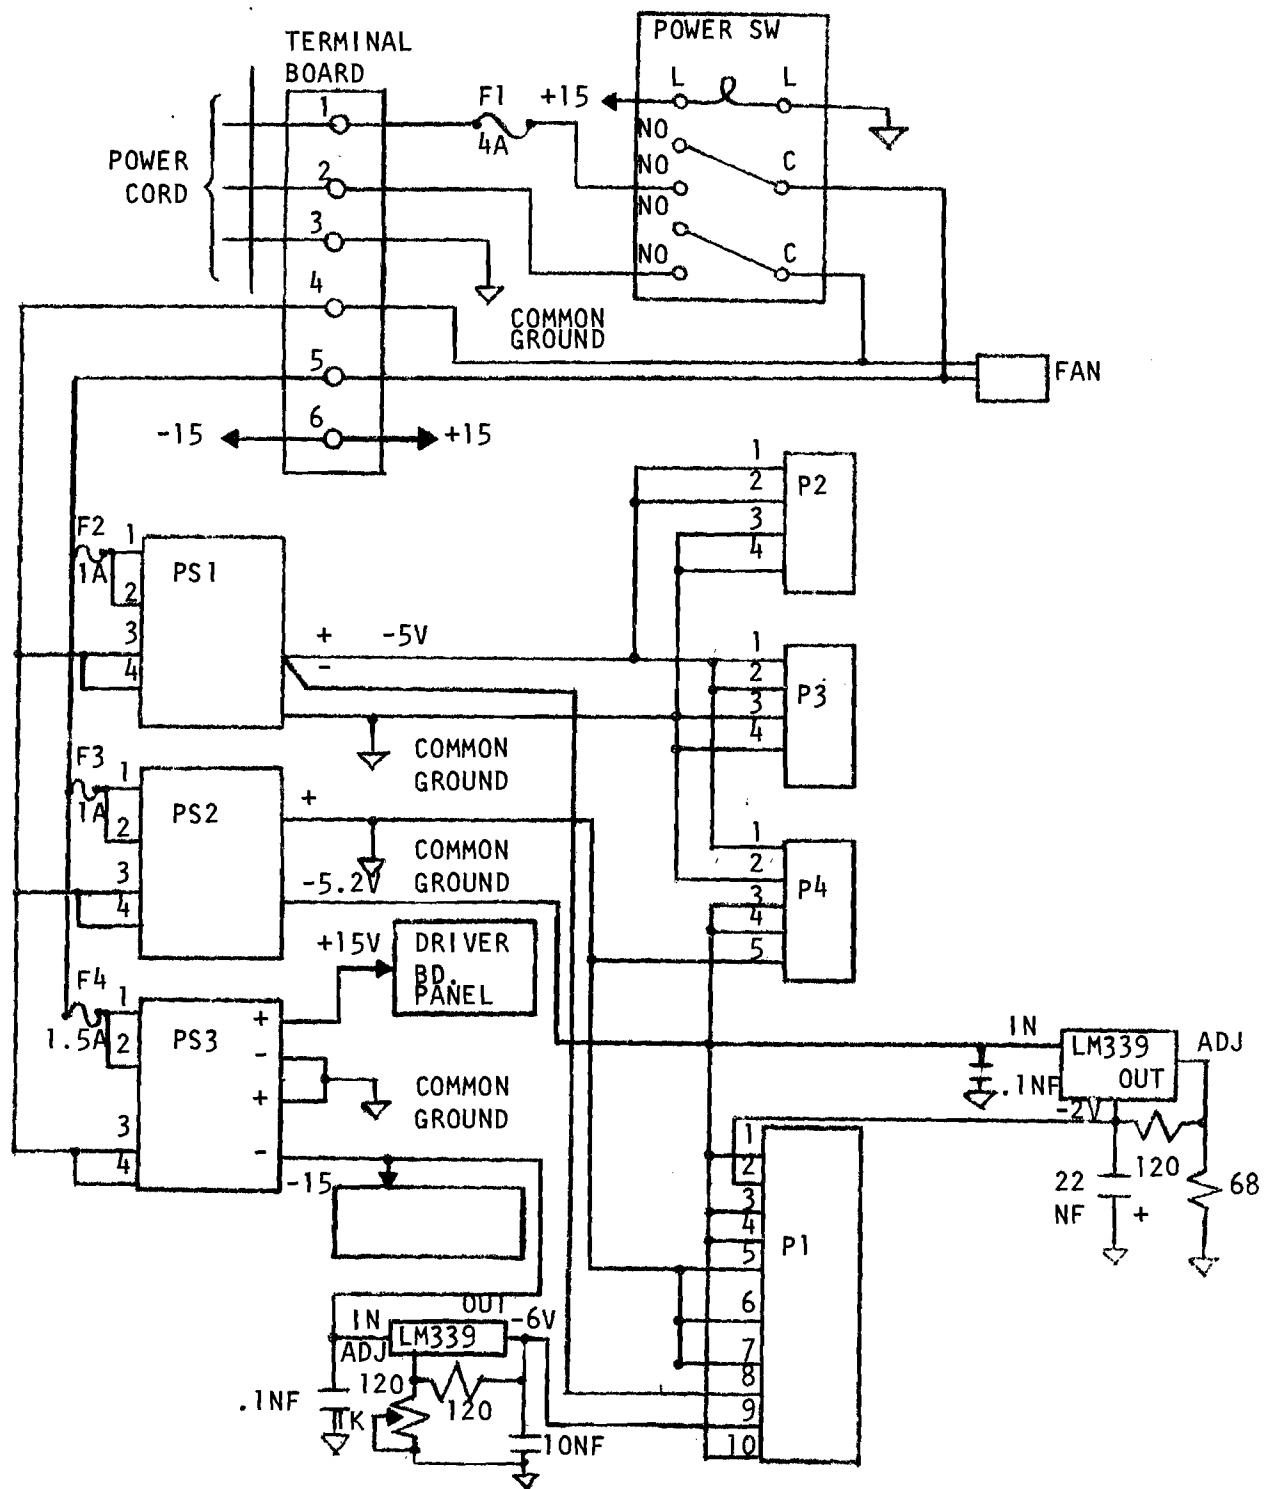 TERMINAL
BOARD
POWER SW
1
F1
+15
L
L
4A
NO
POWER
CORD
2
NO
C
NO
3
NO
C
4
COMMON
GROUND
5
FAN
6
-15
+15
1
2
P2
3
4
F2
1
1A
PS1
2
3
4
+
-5V
-
1
2
P3
3
4
COMMON
GROUND
F3
1
1A
PS2
2
3
4
+
COMMON
GROUND
-5.2V
1
2
P4
3
4
5
+15V
DRIVER
BD.
PANEL
F4
1
1.5A
2
PS3
3
4
+
-
+
-
COMMON
GROUND
-15
IN
LM339
OUT
ADJ
.1NF
-2V
120
22
NF
+
68
1
2
3
4
P1
5
6
7
8
9
10
OUT
IN
LM339
-6V
ADJ
120
120
.1NF
1K
10NF